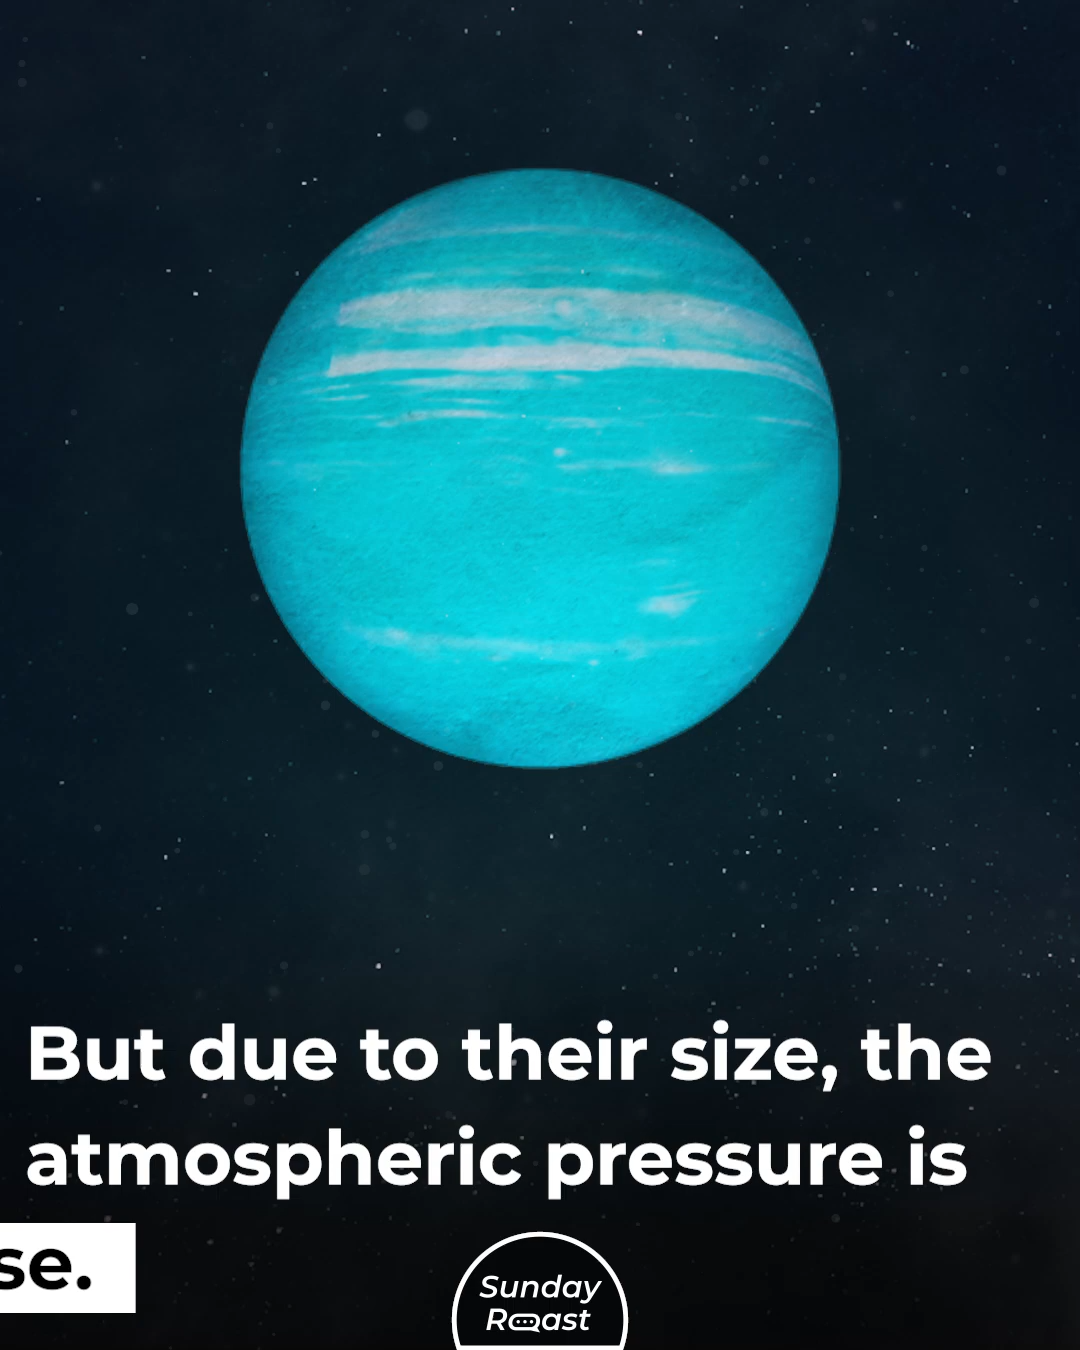 But due to their size, the
atmospheric pressure is
se.
Sunday
Roast